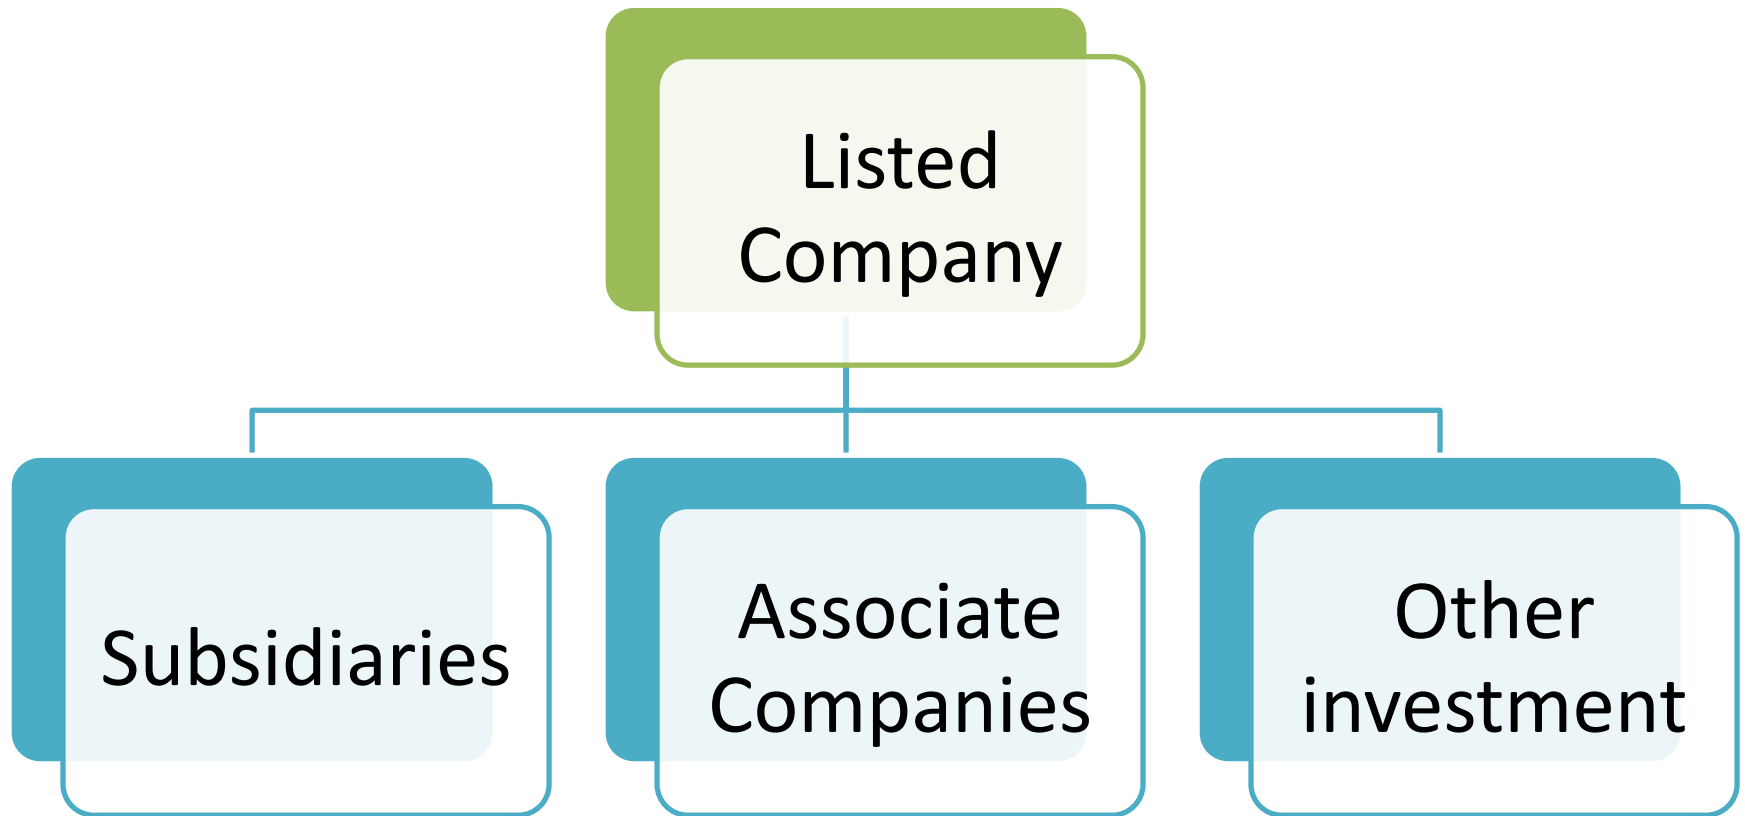 Listed
Company
Subsidiaries
Associate
Companies
Other
investment